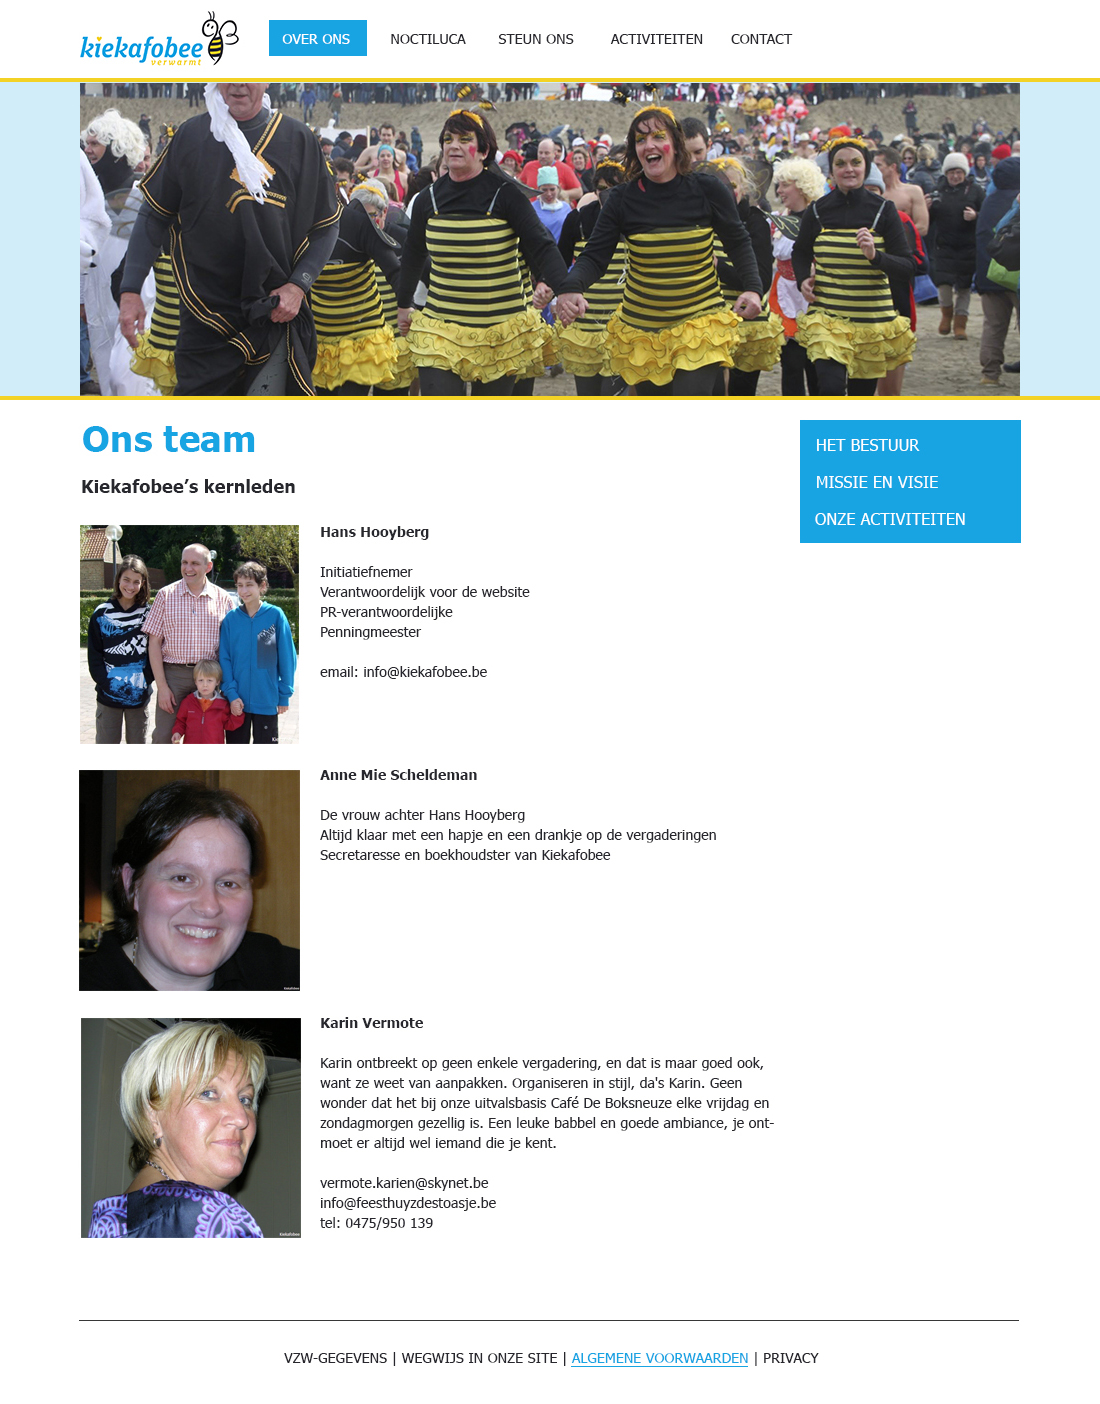 kiekafobee
verwarmt
OVER ONS
NOCTILUCA
STEUN ONS
ACTIVITEITEN
CONTACT
Ons team
HET BESTUUR
MISSIE EN VISIE
ONZE ACTIVITEITEN
Kiekafobee’s kernleden
Hans Hooyberg
Initiatiefnemer
Verantwoordelijk voor de website
PR-verantwoordelijke
Penningmeester
email: info@kiekafobee.be
Anne Mie Scheldeman
De vrouw achter Hans Hooyberg
Altijd klaar met een hapje en een drankje op de vergaderingen
Secretaresse en boekhoudster van Kiekafobee
Kiekafobee
Karin Vermote
Karin ontbreekt op geen enkele vergadering, en dat is maar goed ook,
want ze weet van aanpakken. Organiseren in stijl, da's Karin. Geen
wonder dat het bij onze uitvalsbasis Café De Boksneuze elke vrijdag en
zondagmorgen gezellig is. Een leuke babbel en goede ambiance, je ont-
moet er altijd wel iemand die je kent.
vermote.karien@skynet.be
info@feesthuyzdestoasje.be
tel: 0475/950 139
Kiekafobee
VZW-GEGEVENS | WEGWIJS IN ONZE SITE | ALGEMENE VOORWAARDEN | PRIVACY